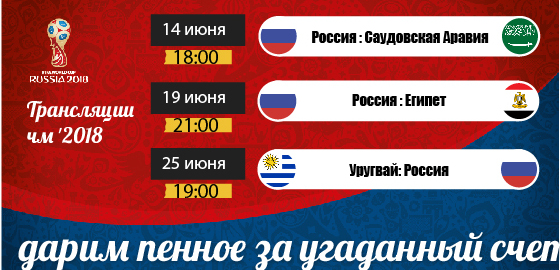 14 июня
18:00
Россия : Саудовская Аравия
FIFA WORLD CUP
RUSSIA 2018
Трансляции
чм '2018
19 июня
21:00
Россия : Египет
25 июня
19:00
Уругвай: Россия
дарим пенное за угаданный счет